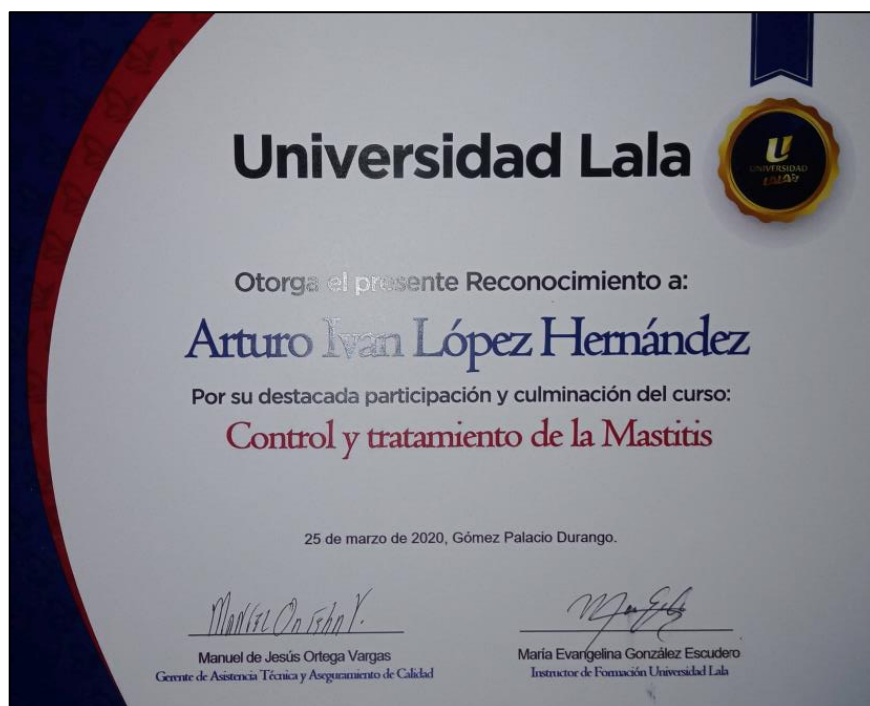 Universidad Lala
U
UNIVERSIDAD
LALA
Otorga el presente Reconocimiento a:
Arturo Ivan López Hernández
Por su destacada participación y culminación del curso:
Control y tratamiento de la Mastitis
25 de marzo de 2020, Gómez Palacio Durango.
Manuel de Jesús Ortega Vargas
Gerente de Asistencia Técnica y Aseguramiento de Calidad
María Evangelina González Escudero
Instructor de Formación Universidad Lala